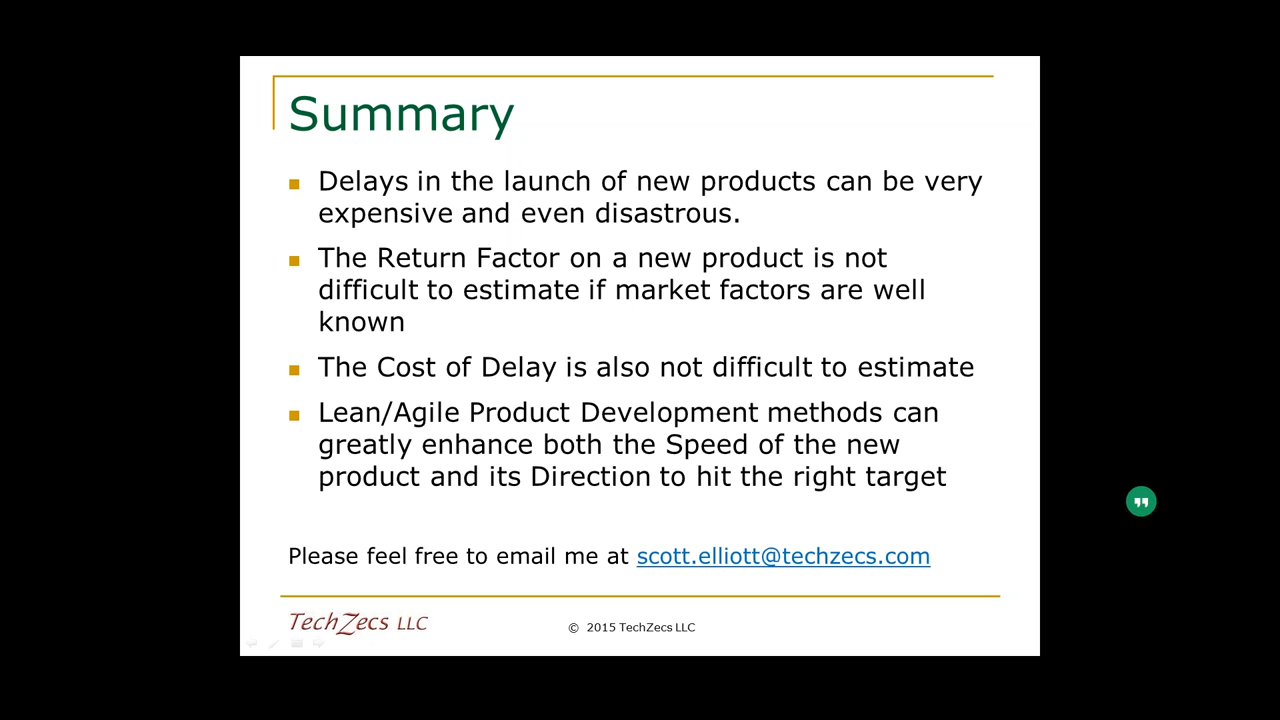 Summary
Delays in the launch of new products can be very
expensive and even disastrous.
The Return Factor on a new product is not
difficult to estimate if market factors are well
known
The Cost of Delay is also not difficult to estimate
Lean/Agile Product Development methods can
greatly enhance both the Speed of the new
product and its Direction to hit the right target
Please feel free to email me at scott.elliott@techzecs.com
TechZecs LLC
© 2015 TechZecs LLC